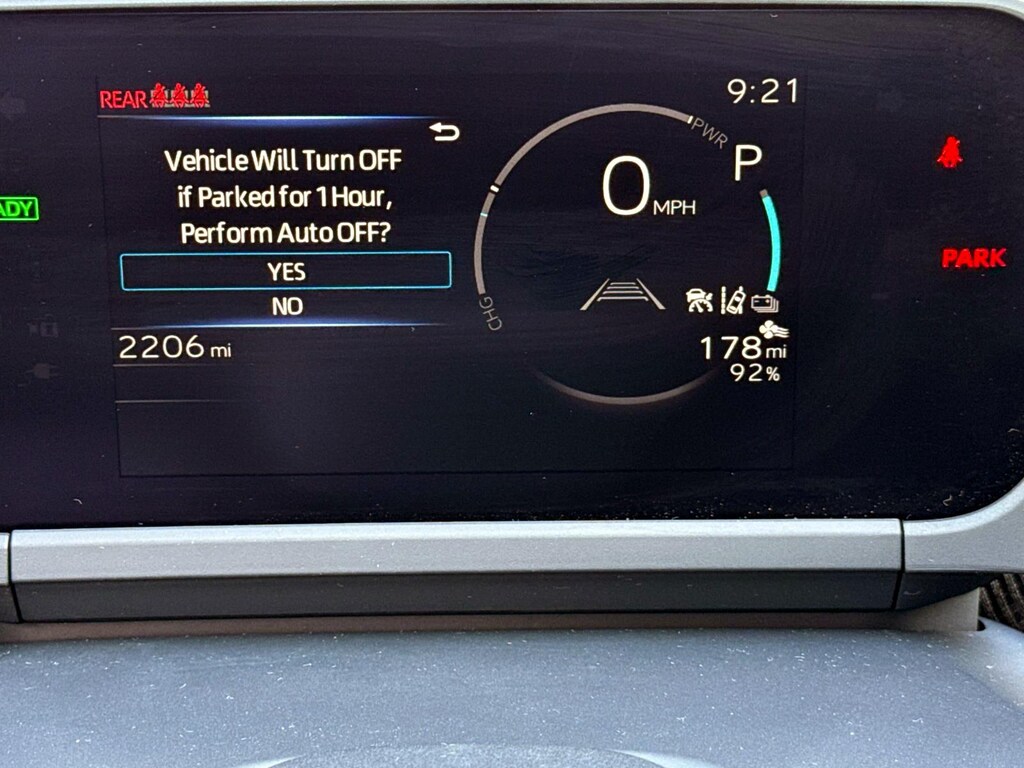 REAR
9:21
PWR
Vehicle Will Turn OFF
if Parked for 1 Hour,
Perform Auto OFF?
YES
NO
ADY
0 MPH
P
PARK
CHG
2206 mi
178 mi
92%